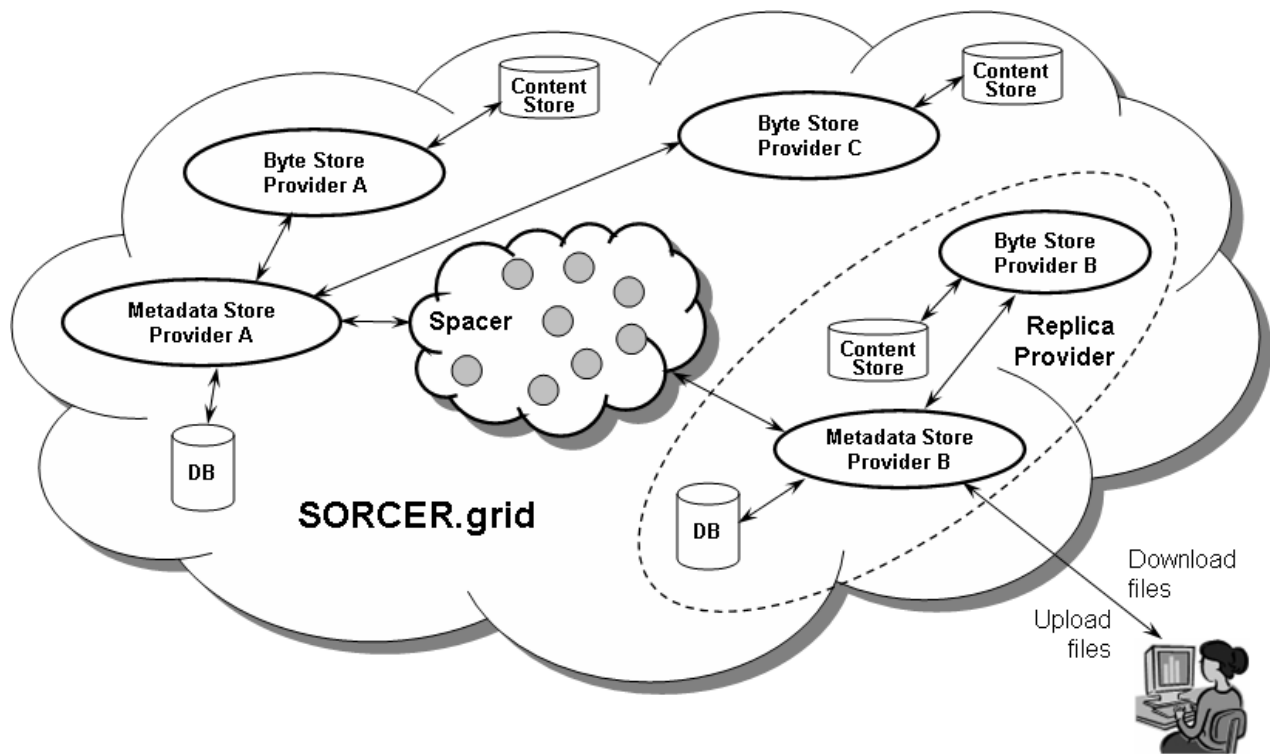 Content
Store
Content
Store
Byte Store
Provider A
Byte Store
Provider C
Byte Store
Provider B
Metadata Store
Provider A
Spacer
Replica
Provider
Content
Store
Metadata Store
Provider B
DB
SORCER.grid
DB
Download
files
Upload
files